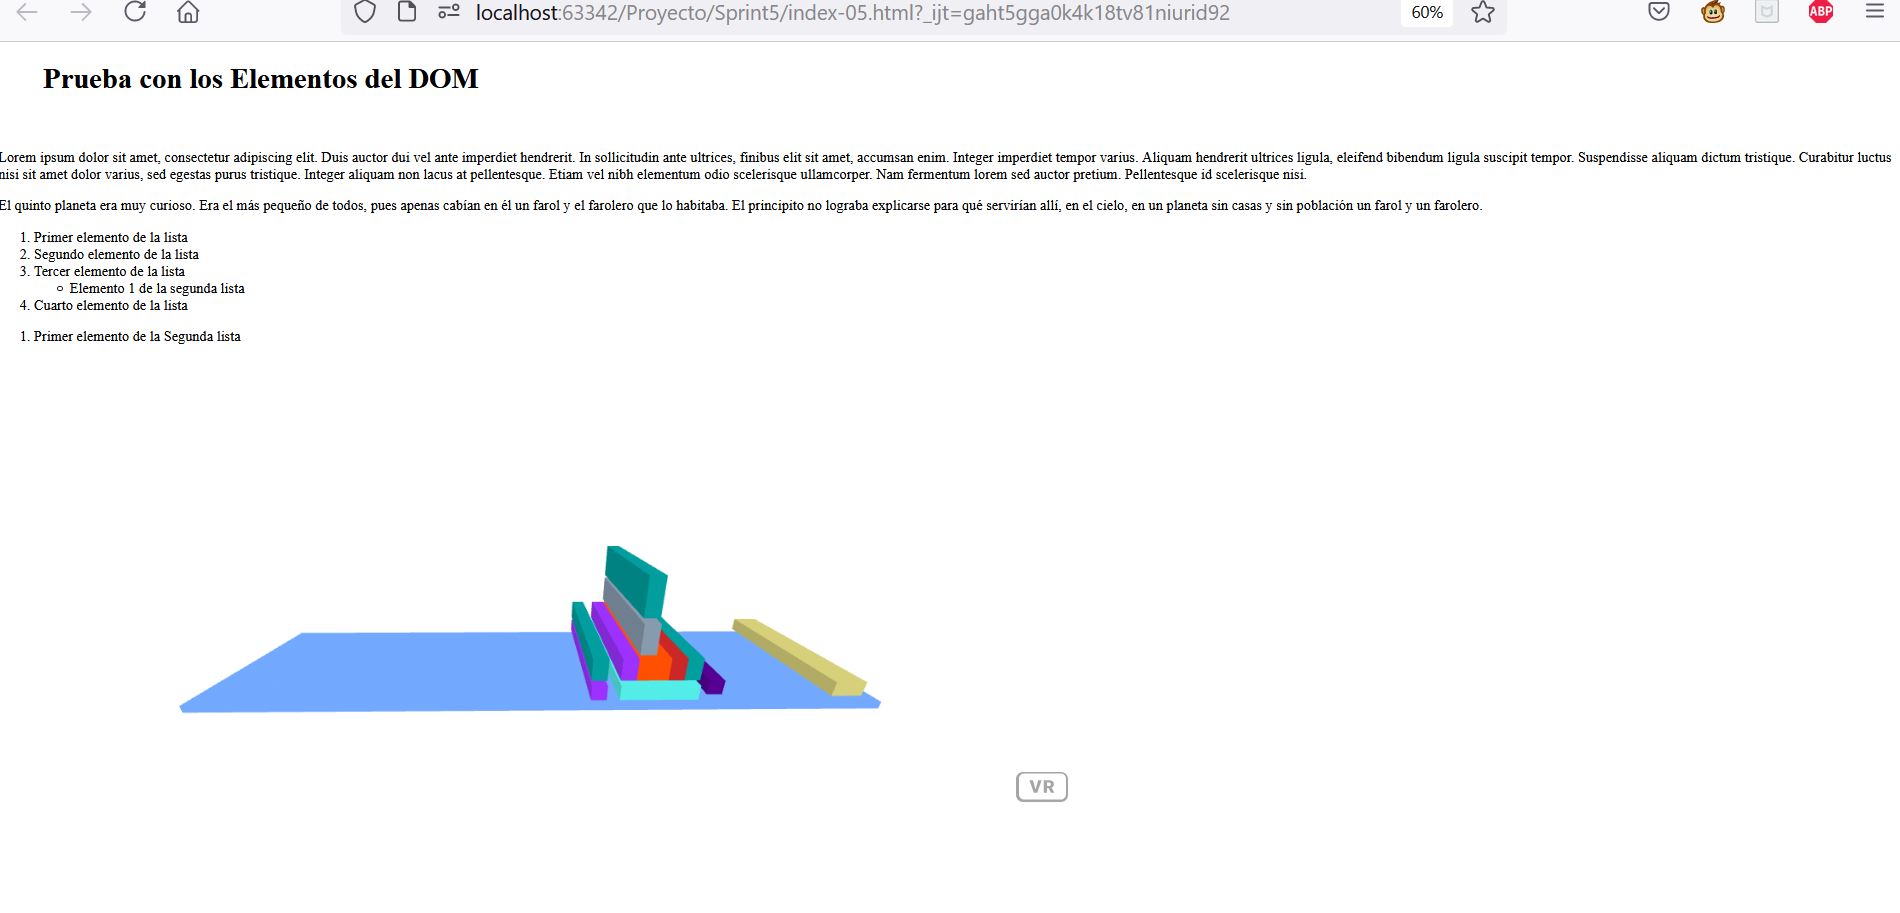 localhost:63342/Proyecto/Sprint5/index-05.html?_ijt=gaht5gga0k4k18tv81niurid92
60%
ABP
Prueba con los Elementos del DOM
Lorem ipsum dolor sit amet, consectetur adipiscing elit. Duis auctor dui vel ante imperdiet hendrerit. In sollicitudin ante ultrices, finibus elit sit amet, accumsan enim. Integer imperdiet tempor varius. Aliquam hendrerit ultrices ligula, eleifend bibendum ligula suscipit tempor. Suspendisse aliquam dictum tristique. Curabitur luctus
nisi sit amet dolor varius, sed egestas purus tristique. Integer aliquam non lacus at pellentesque. Etiam vel nibh elementum odio scelerisque ullamcorper. Nam fermentum lorem sed auctor pretium. Pellentesque id scelerisque nisi.
El quinto planeta era muy curioso. Era el más pequeño de todos, pues apenas cabían en él un farol y el farolero que lo habitaba. El principito no lograba explicarse para qué servirían allí, en el cielo, en un planeta sin casas y sin población un farol y un farolero.
1. Primer elemento de la lista
2. Segundo elemento de la lista
3. Tercer elemento de la lista
Elemento 1 de la segunda lista
4. Cuarto elemento de la lista
1. Primer elemento de la Segunda lista
VR